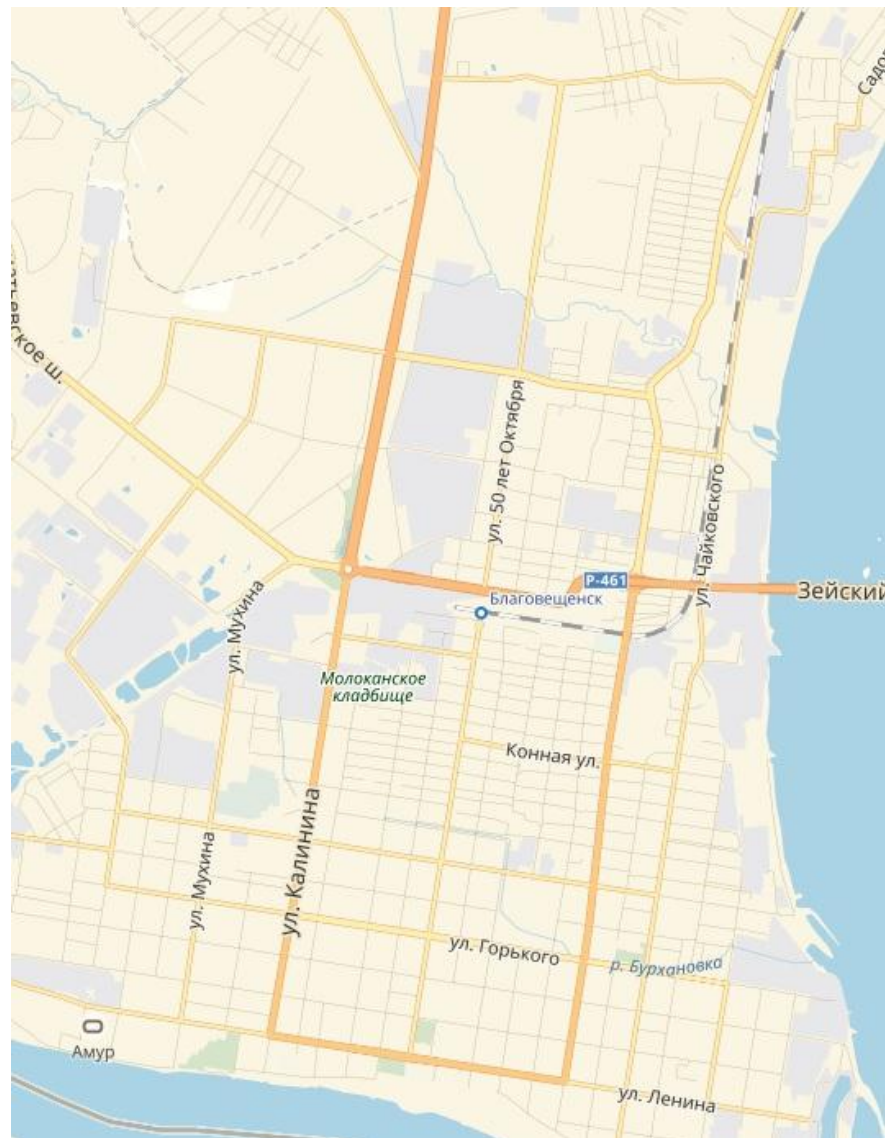 Садо
атьевское ш.
ул. 50 лет Октября
ул. Чайковского
Р-461
Зейский
Благовещенск
ул. Мухина
Молоканское
кладбище
Конная ул.
ул. Калинина
ул. Мухина
ул. Горького
р. Бурхановка
Амур
ул. Ленина